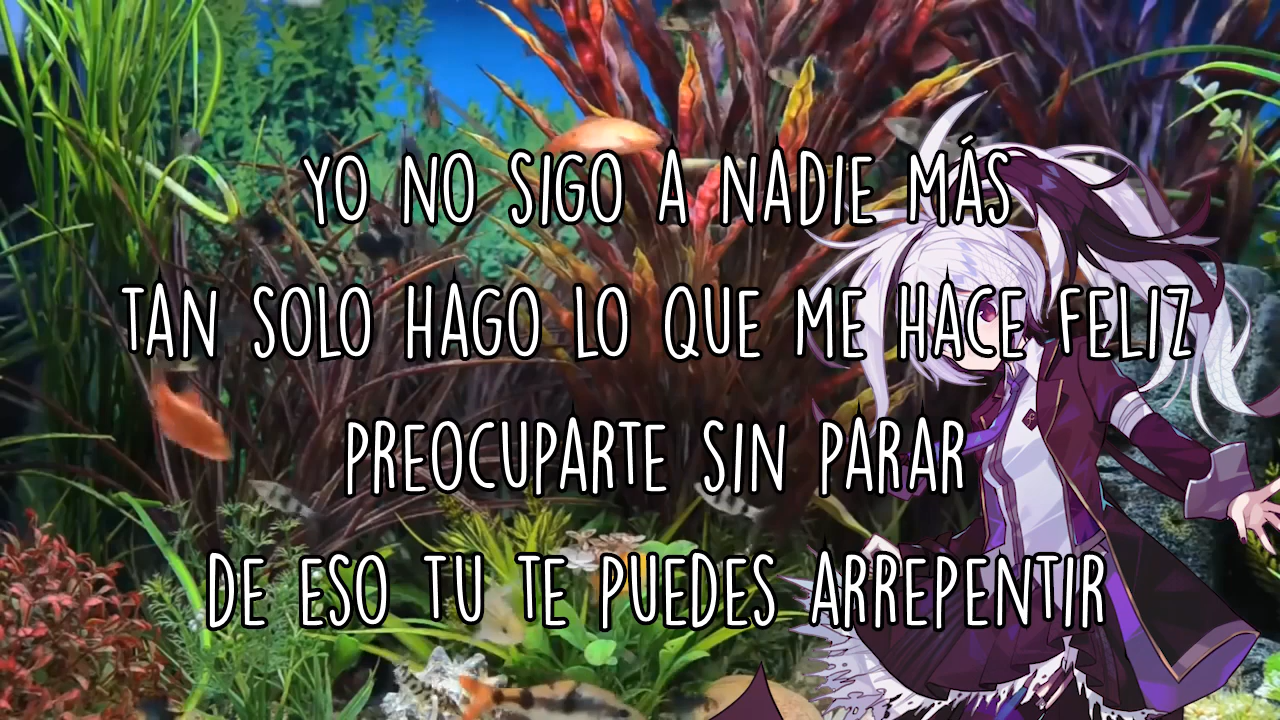 YO NO SIGO A NADIE MÁS
TAN SOLO HAGO LO QUE ME HACE FELIZ
PREOCUPARTE SIN PARAR
DE ESO TU TE PUEDES ARREPENTIR